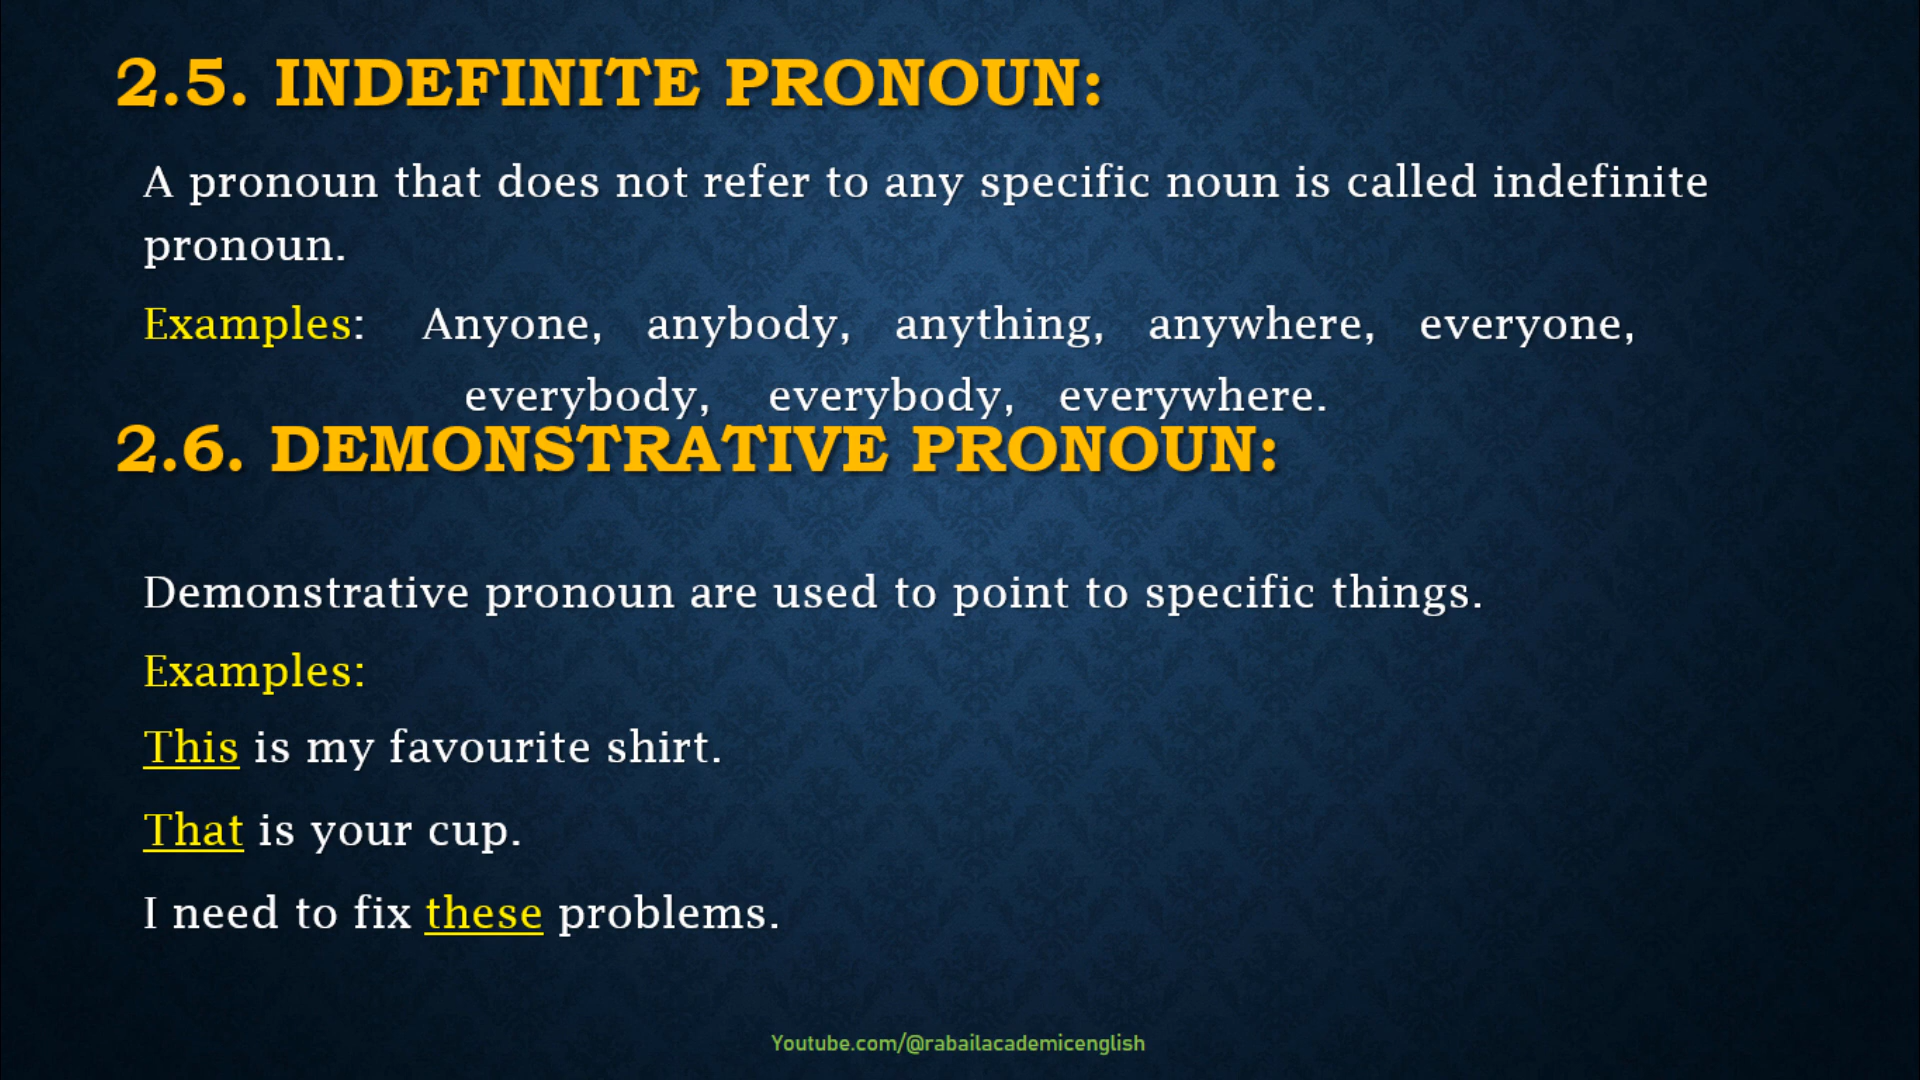 2.5. INDEFINITE PRONOUN:
A pronoun that does not refer to any specific noun is called indefinite
pronoun.
Examples: Anyone, anybody, anything, anywhere, everyone,
everybody, everybody, everywhere.
2.6. DEMONSTRATIVE PRONOUN:
Demonstrative pronoun are used to point to specific things.
Examples:
This is my favourite shirt.
That is your cup.
I need to fix these problems.
Youtube.com/@rabailacademicenglish